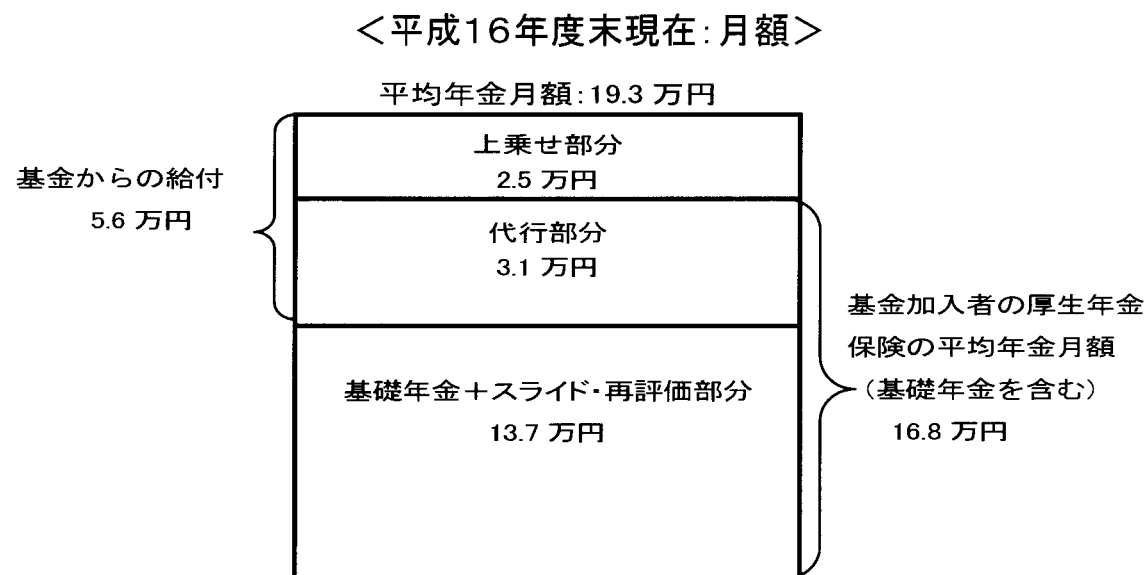 ＜平成16年度末現在：月額＞
平均年金月額：19.3 万円
上乗せ部分
2.5 万円
基金からの給付
5.6 万円
代行部分
3.1 万円
基金加入者の厚生年金
保険の平均年金月額
（基礎年金を含む）
16.8 万円
基礎年金＋スライド・再評価部分
13.7 万円